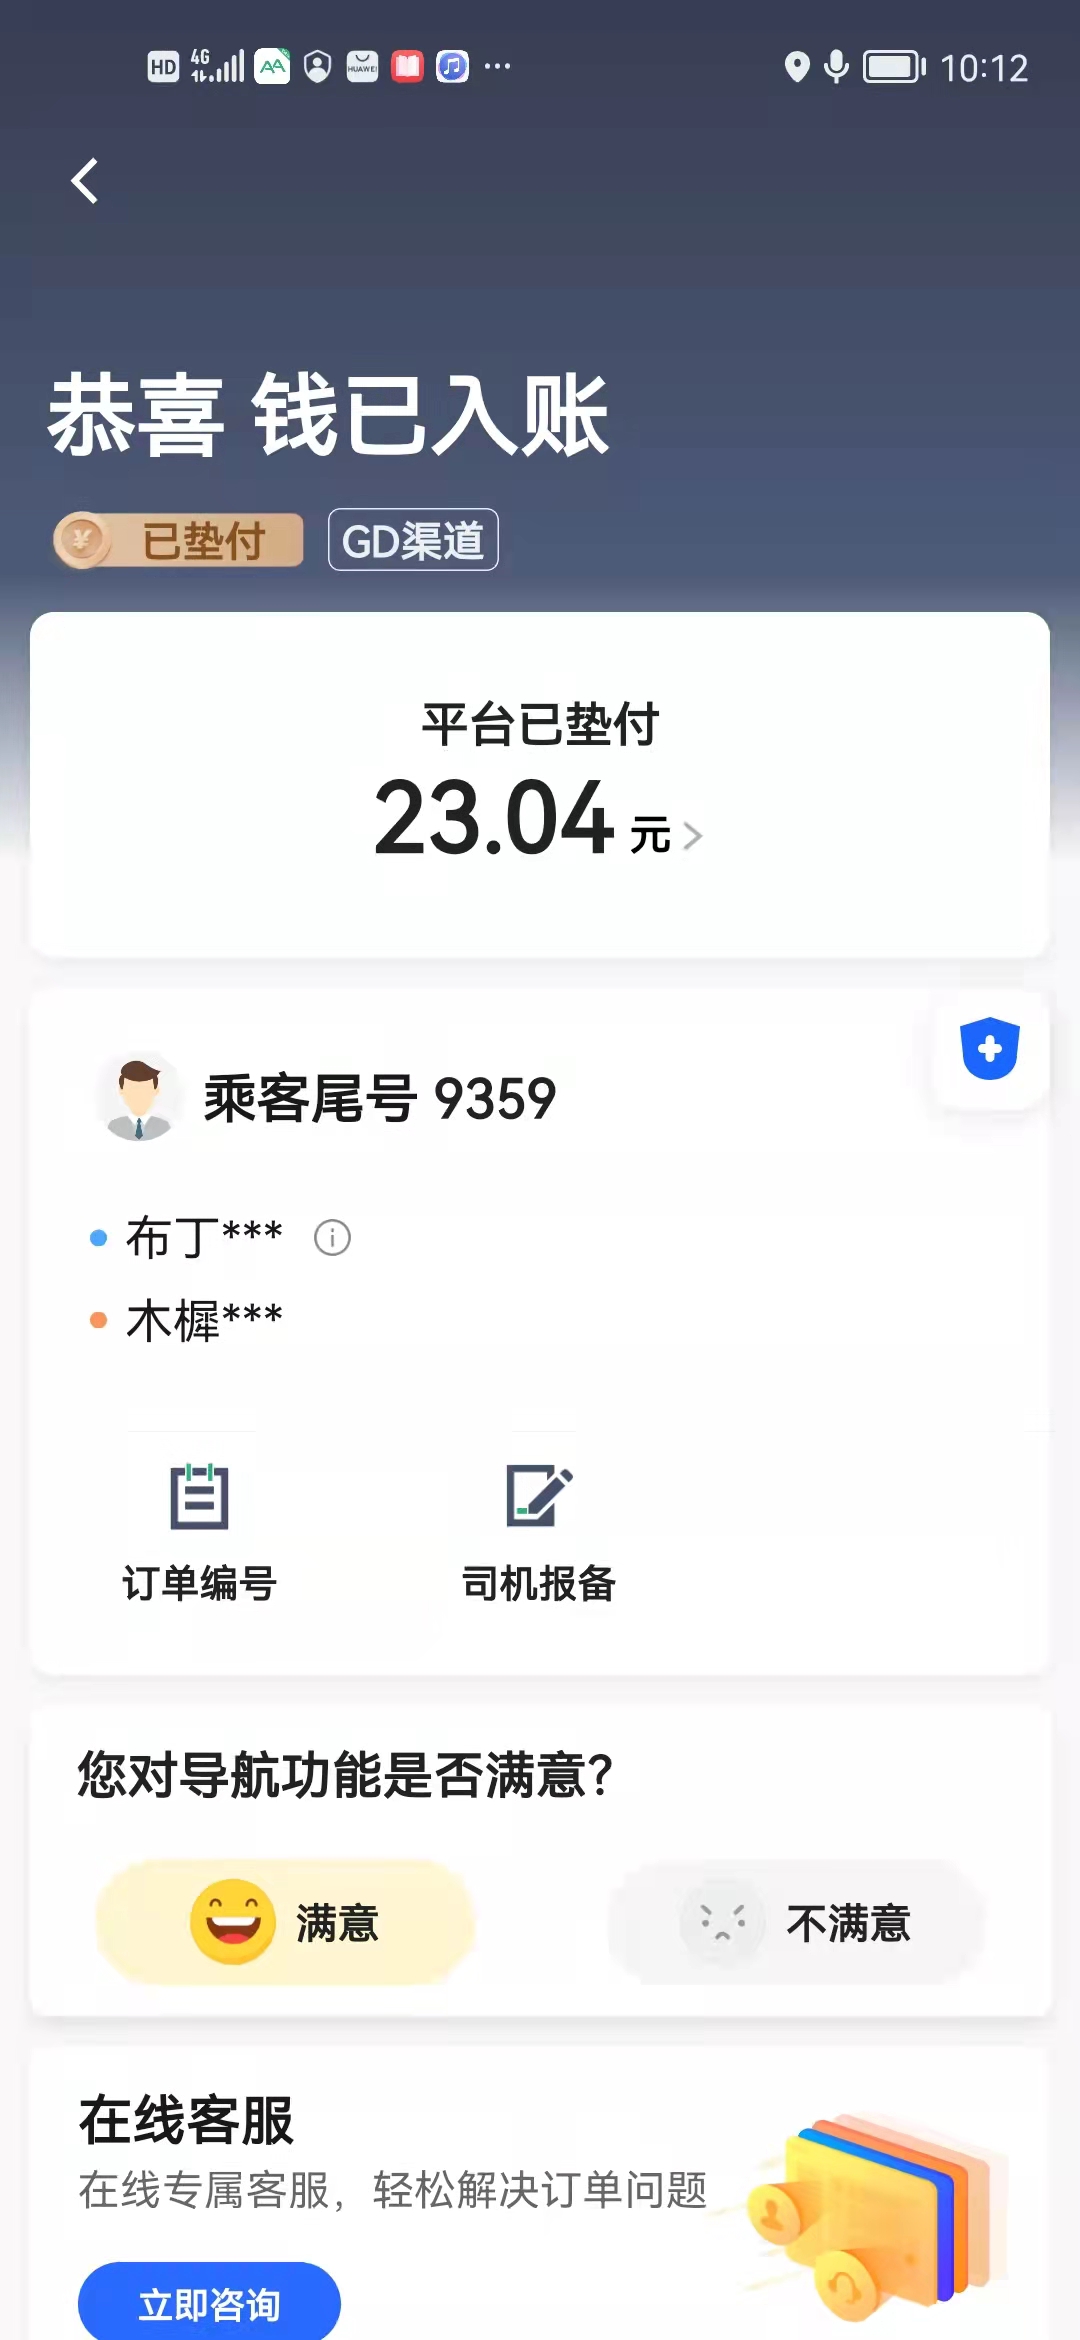 HD 4G 10:12
恭喜 钱已入账
已垫付 GD渠道
平台已垫付
23.04 元
乘客尾号 9359
布丁***
木樨***
订单编号 司机报备
您对导航功能是否满意?
满意 不满意
在线客服
在线专属客服，轻松解决订单问题
立即咨询